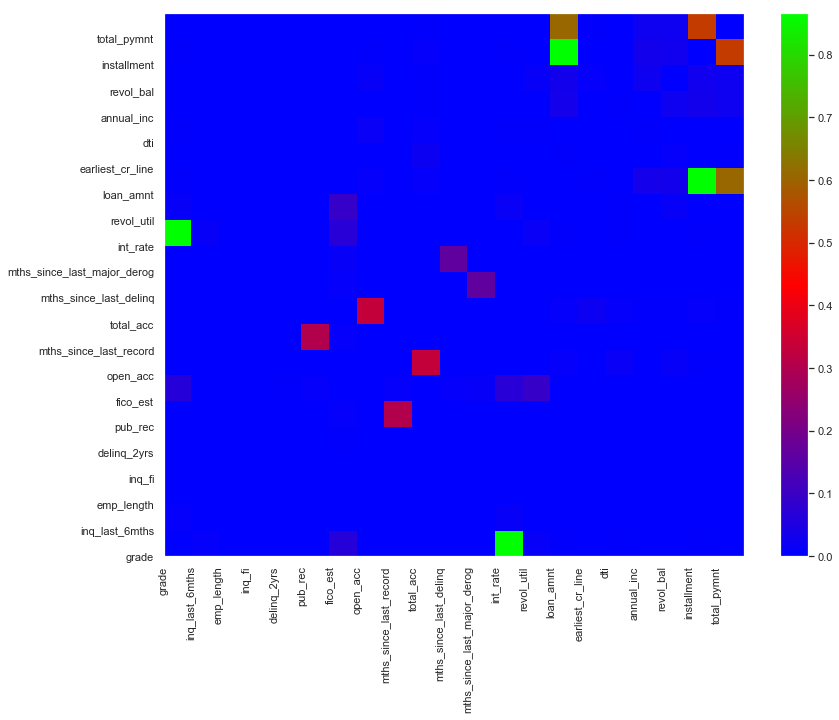 total_pymnt
installment
revol_bal
annual_inc
dti
earliest_cr_line
loan_amnt
revol_util
int_rate
mths_since_last_major_derog
mths_since_last_delinq
total_acc
mths_since_last_record
open_acc
fico_est
pub_rec
delinq_2yrs
inq_fi
emp_length
inq_last_6mths
grade
grade
inq_last_6mths
emp_length
inq_fi
delinq_2yrs
pub_rec
fico_est
open_acc
mths_since_last_record
total_acc
mths_since_last_delinq
mths_since_last_major_derog
int_rate
revol_util
loan_amnt
earliest_cr_line
dti
annual_inc
revol_bal
installment
total_pymnt
0.8
0.7
0.6
0.5
0.4
0.3
0.2
0.1
0.0